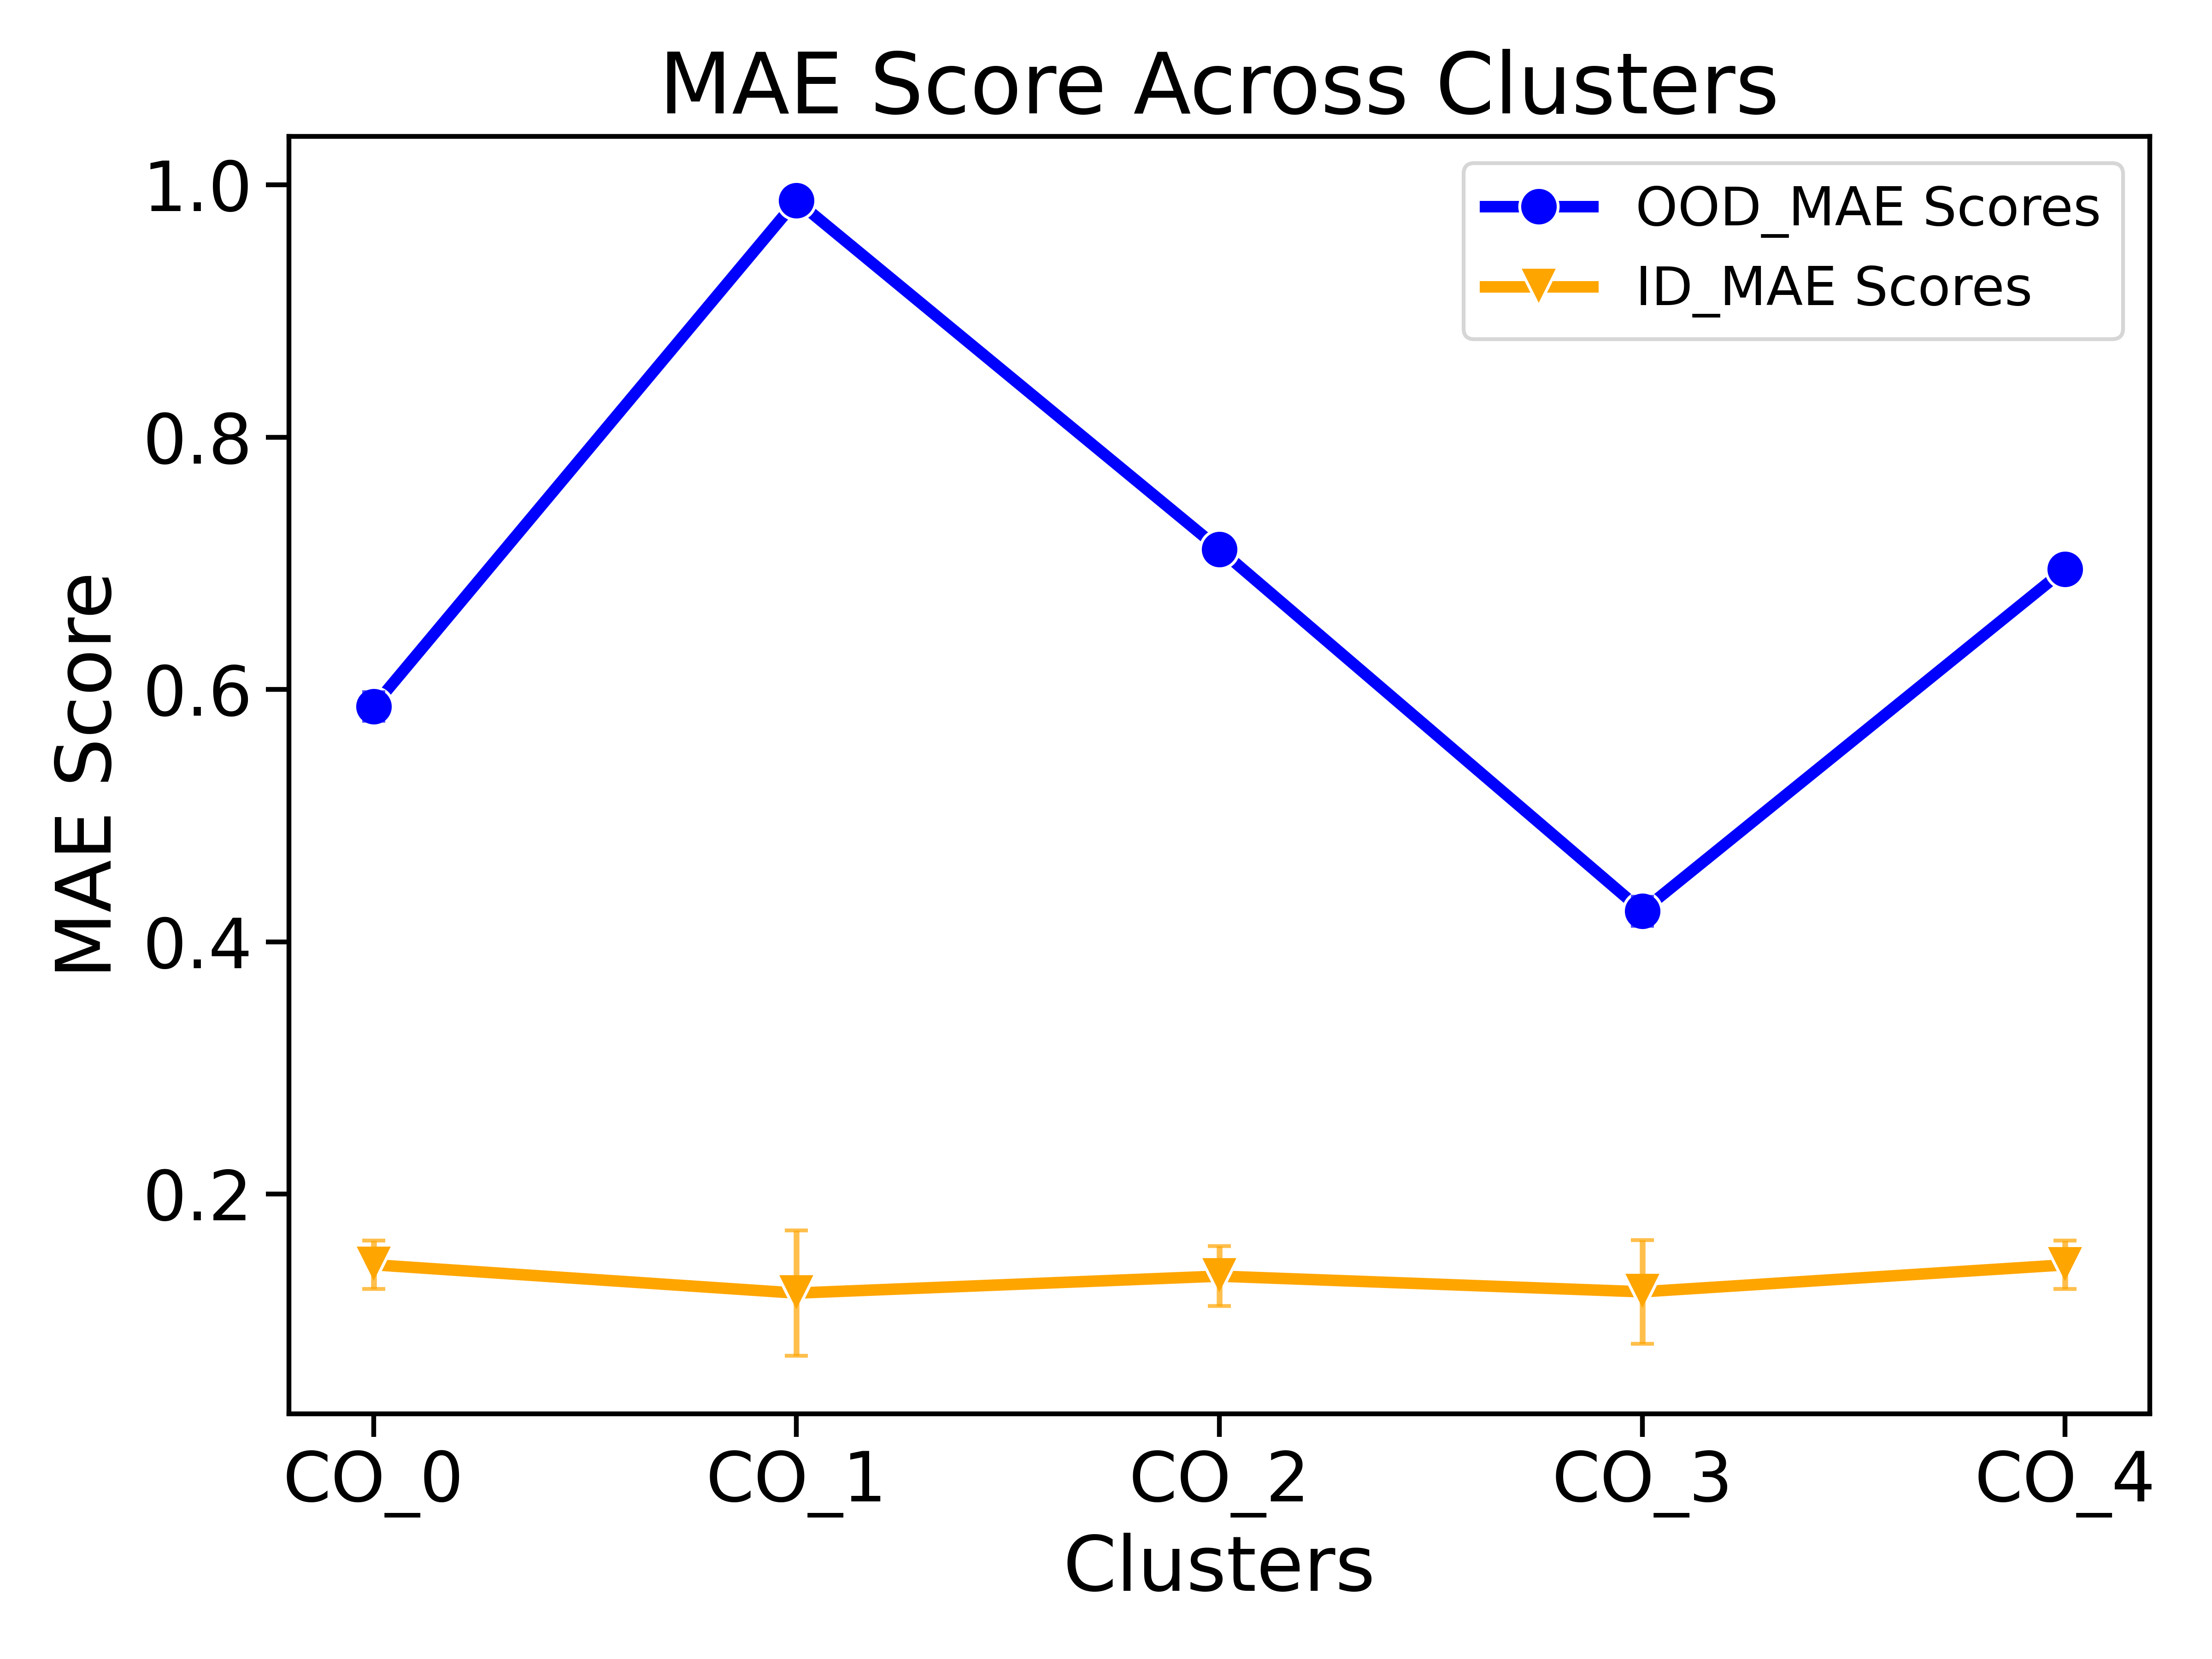 MAE Score Across Clusters
OOD_MAE Scores
ID_MAE Scores
MAE Score
1.0
0.8
0.6
0.4
0.2
CO_0 CO_1 CO_2 CO_3 CO_4
Clusters